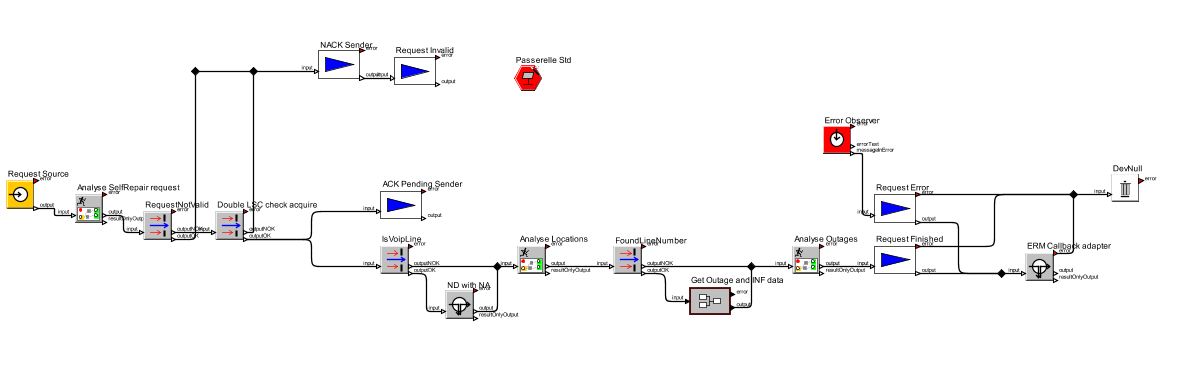 NACK Sender
error
input
output
input
Request Invalid
error
output
Passerelle Std
Error Observer
error
errorText
messageInError
Request Source
error
output
Analyse SelfRepair request
error
input
output
resultOnlyOutp
RequestNotValid
error
input
outputNOK
outputOK
Double LSC check acquire
error
input
outputNOK
outputOK
ACK Pending Sender
error
input
output
IsVoipLine
error
input
outputNOK
outputOK
ND with NA
error
input
output
resultOnlyOutput
Analyse Locations
error
input
output
resultOnlyOutput
FoundLineNumber
error
input
outputNOK
outputOK
Get Outage and INF data
error
input
output
Analyse Outages
error
input
output
resultOnlyOutput
Request Error
error
input
output
Request Finished
error
input
output
ERM Callback adapter
error
input
output
resultOnlyOutput
DevNull
error
input